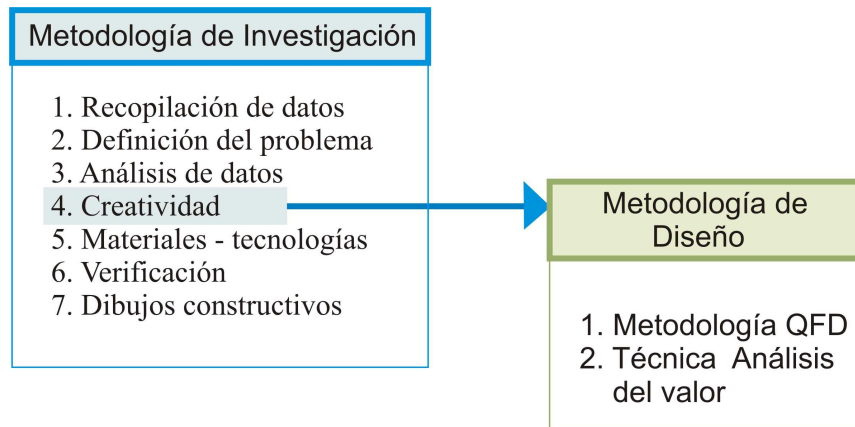 Metodología de Investigación
1. Recopilación de datos
2. Definición del problema
3. Análisis de datos
4. Creatividad
5. Materiales - tecnologías
6. Verificación
7. Dibujos constructivos
Metodología de
Diseño
1. Metodología QFD
2. Técnica Análisis
del valor